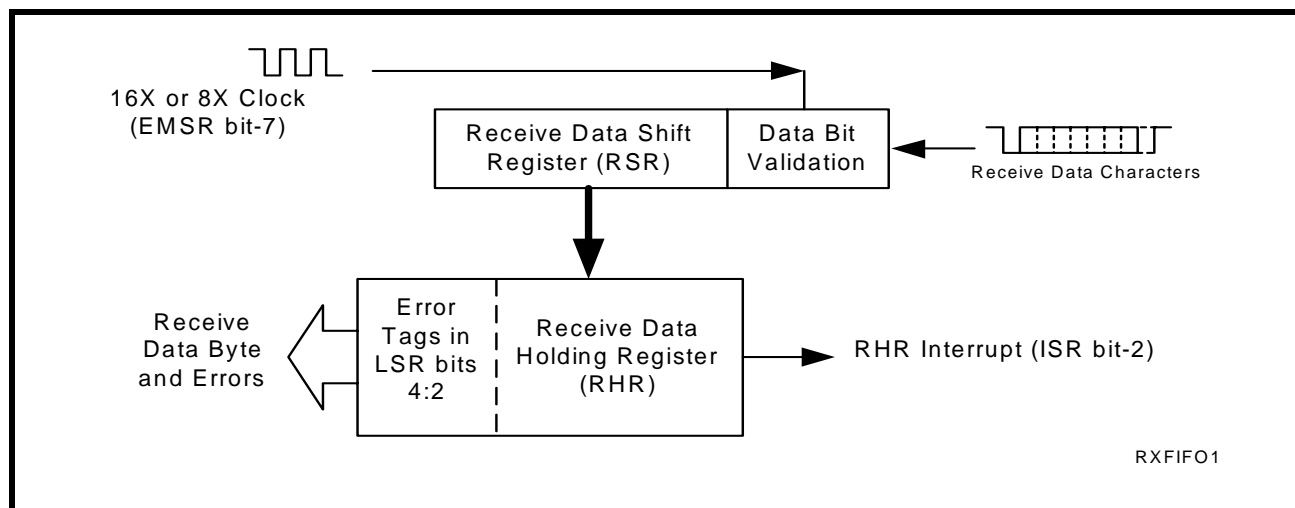 16X or 8X Clock
(EMSR bit-7)
Receive Data Shift
Register (RSR)
Data Bit
Validation
Receive Data Characters
Receive
Data Byte
and Errors
Error
Tags in
LSR bits
4:2
Receive Data
Holding Register
(RHR)
RHR Interrupt (ISR bit-2)
RXFIFO1